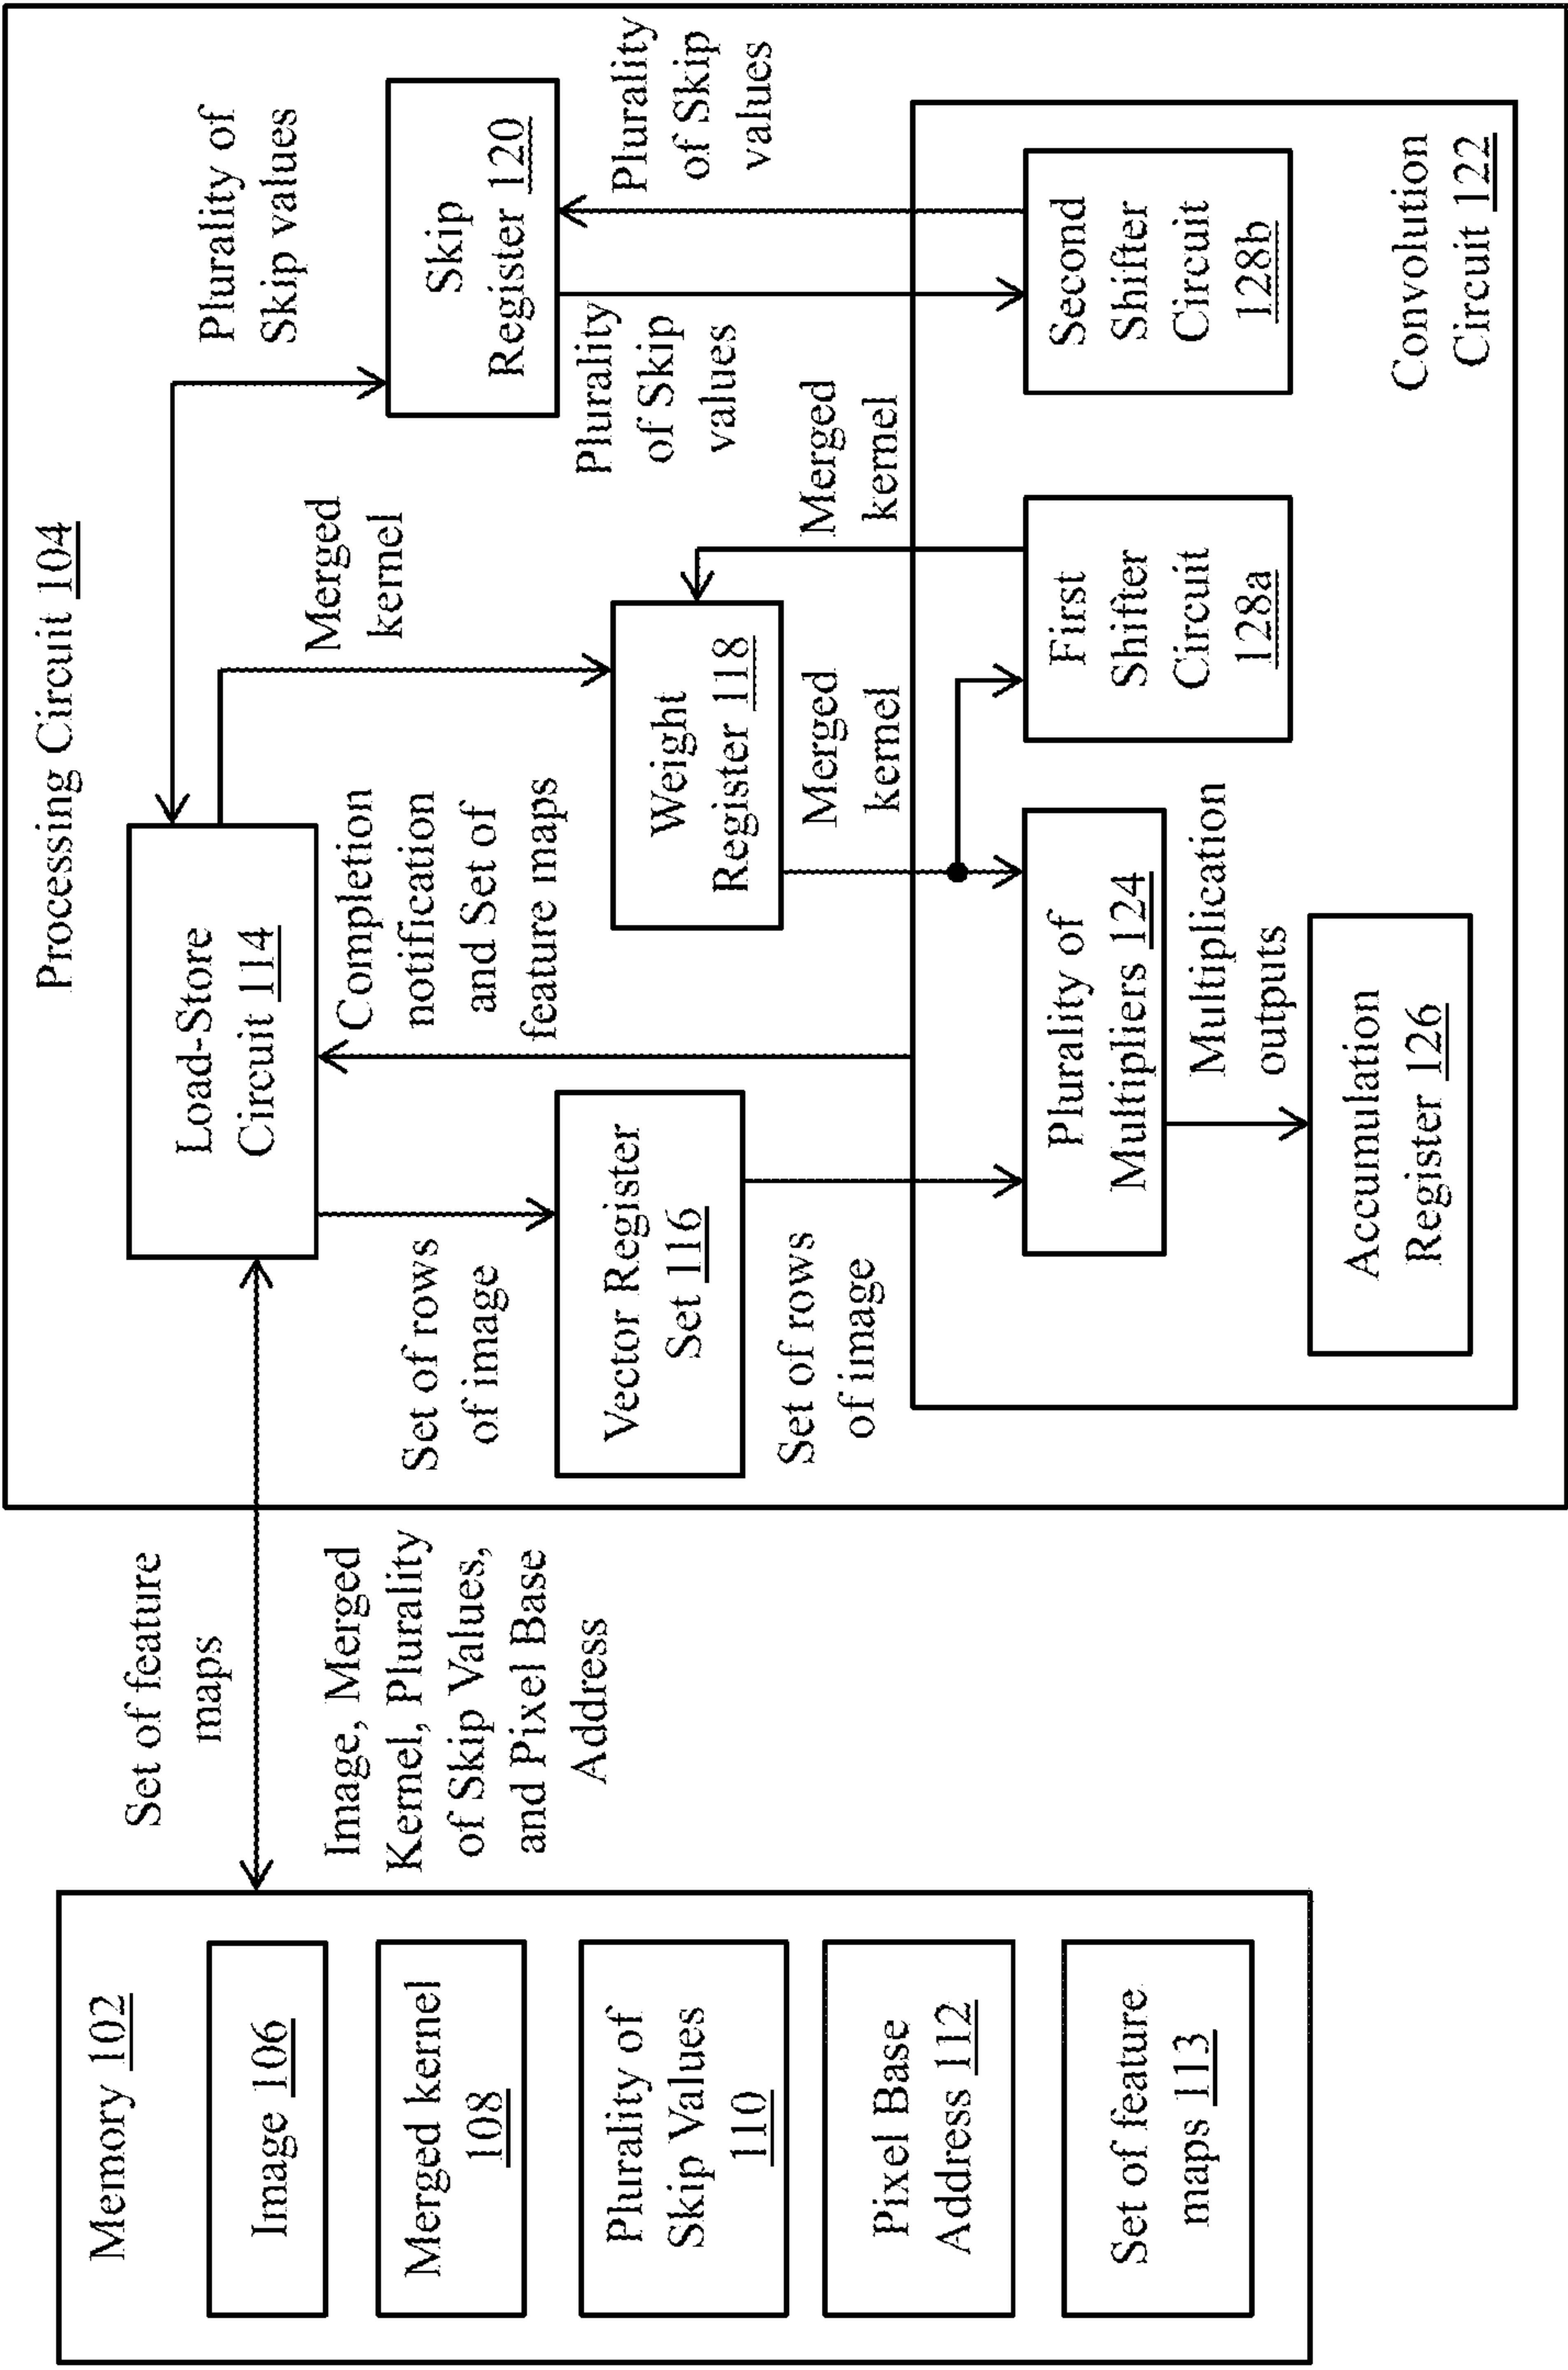 Memory 102
Image 106
Merged kernel
108
Plurality of
Skip Values
110
Pixel Base
Address 112
Set of feature
maps 113
Set of feature
maps
Image, Merged
Kernel, Plurality
of Skip Values,
and Pixel Base
Address
Processing Circuit 104
Load-Store
Circuit 114
Plurality of
Skip values
Merged
kernel
Set of rows
of image
Completion
notification
and Set of
feature maps
Vector Register
Set 116
Weight
Register 118
Skip
Register 120
Set of rows
of image
Merged
kernel
Merged
kernel
Plurality
of Skip
values
Plurality
of Skip
values
Plurality of
Multipliers 124
First
Shifter
Circuit
128a
Second
Shifter
Circuit
128b
Multiplication
outputs
Accumulation
Register 126
Convolution
Circuit 122